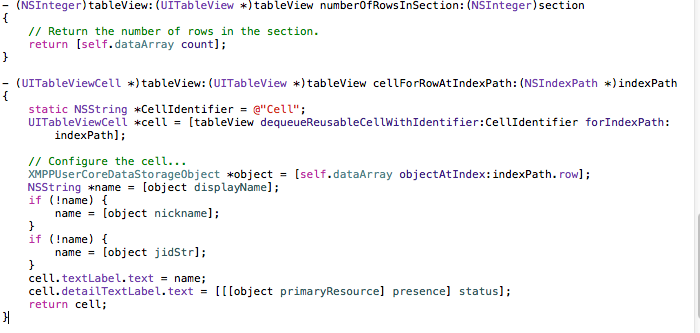 - (NSInteger)tableView:(UITableView *)tableView numberOfRowsInSection:(NSInteger)section
{
// Return the number of rows in the section.
return [self.dataArray count];
}
- (UITableViewCell *)tableView:(UITableView *)tableView cellForRowAtIndexPath:(NSIndexPath *)indexPath
{
static NSString *CellIdentifier = @"Cell";
UITableViewCell *cell = [tableView dequeueReusableCellWithIdentifier:CellIdentifier forIndexPath:
indexPath];
// Configure the cell...
XMPPUserCoreDataStorageObject *object = [self.dataArray objectAtIndex:indexPath.row];
NSString *name = [object displayName];
if (!name) {
name = [object nickname];
}
if (!name) {
name = [object jidStr];
}
cell.textLabel.text = name;
cell.detailTextLabel.text = [[[object primaryResource] presence] status];
return cell;
}